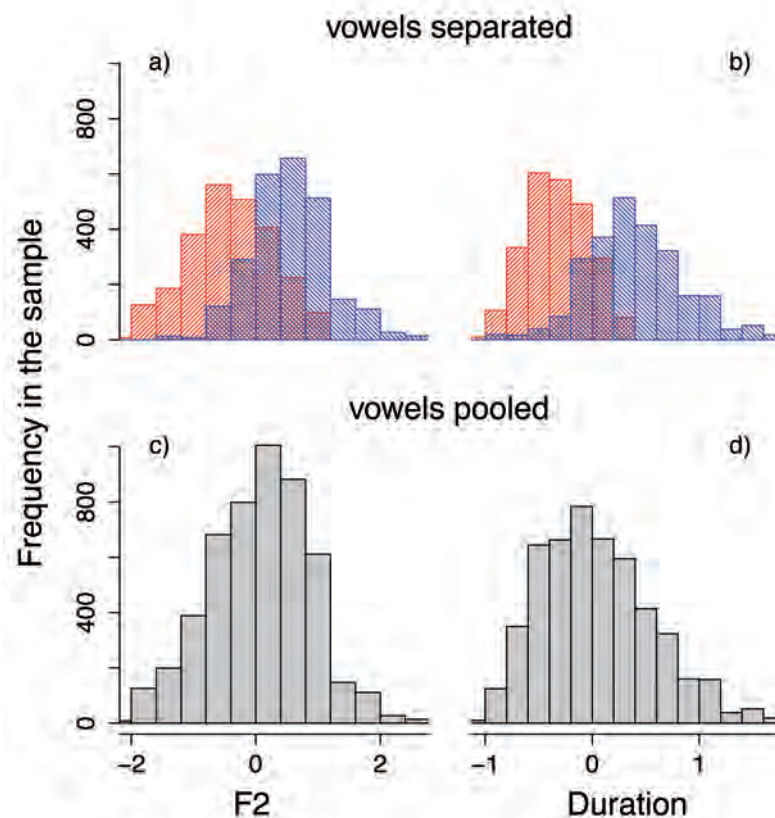 vowels separated
a)
b)
800
400
0
Frequency in the sample
vowels pooled
c)
d)
800
400
0
−2 0 2
−1 0 1
F2
Duration